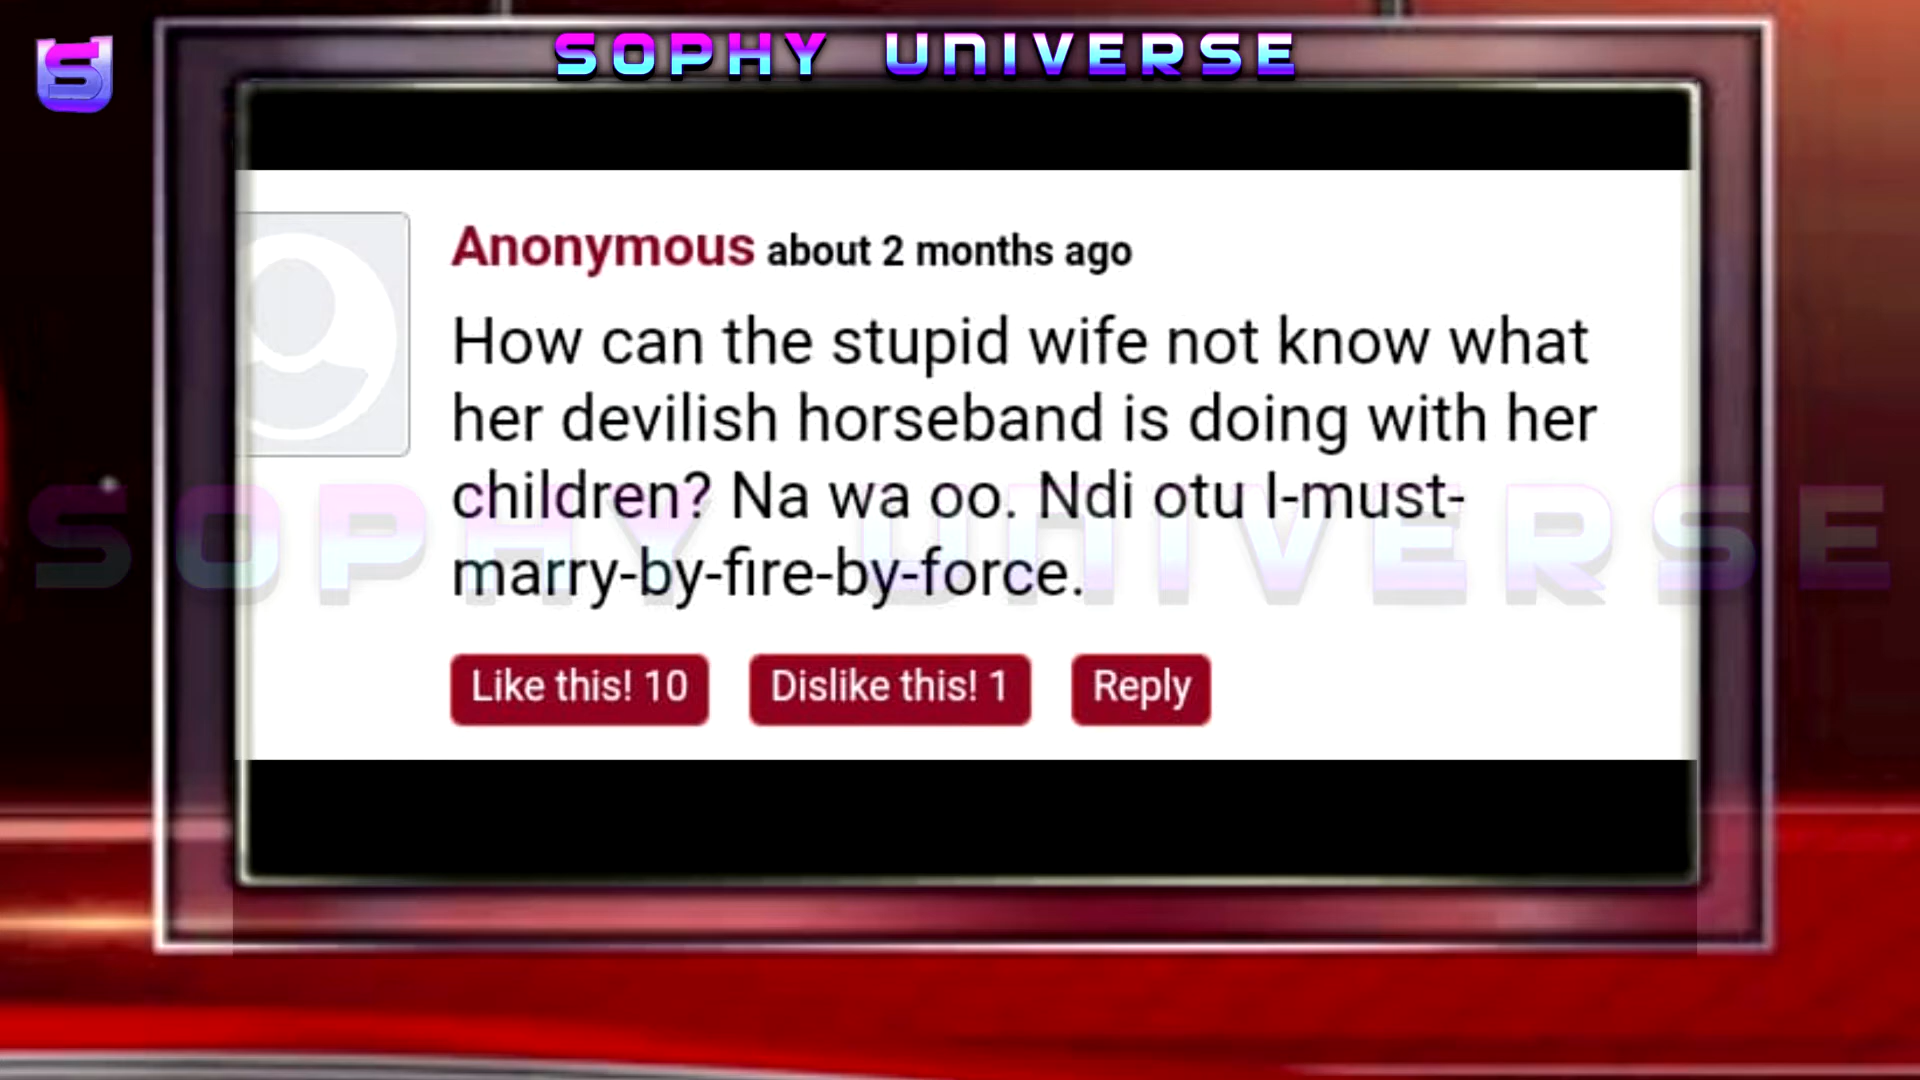 S
SOPHY UNIVERSE
Anonymous about 2 months ago
How can the stupid wife not know what
her devilish horseband is doing with her
children? Na wa oo. Ndi otu I-must-
marry-by-fire-by-force.
SOPHY UNIVERSE
Like this! 10 Dislike this! 1 Reply